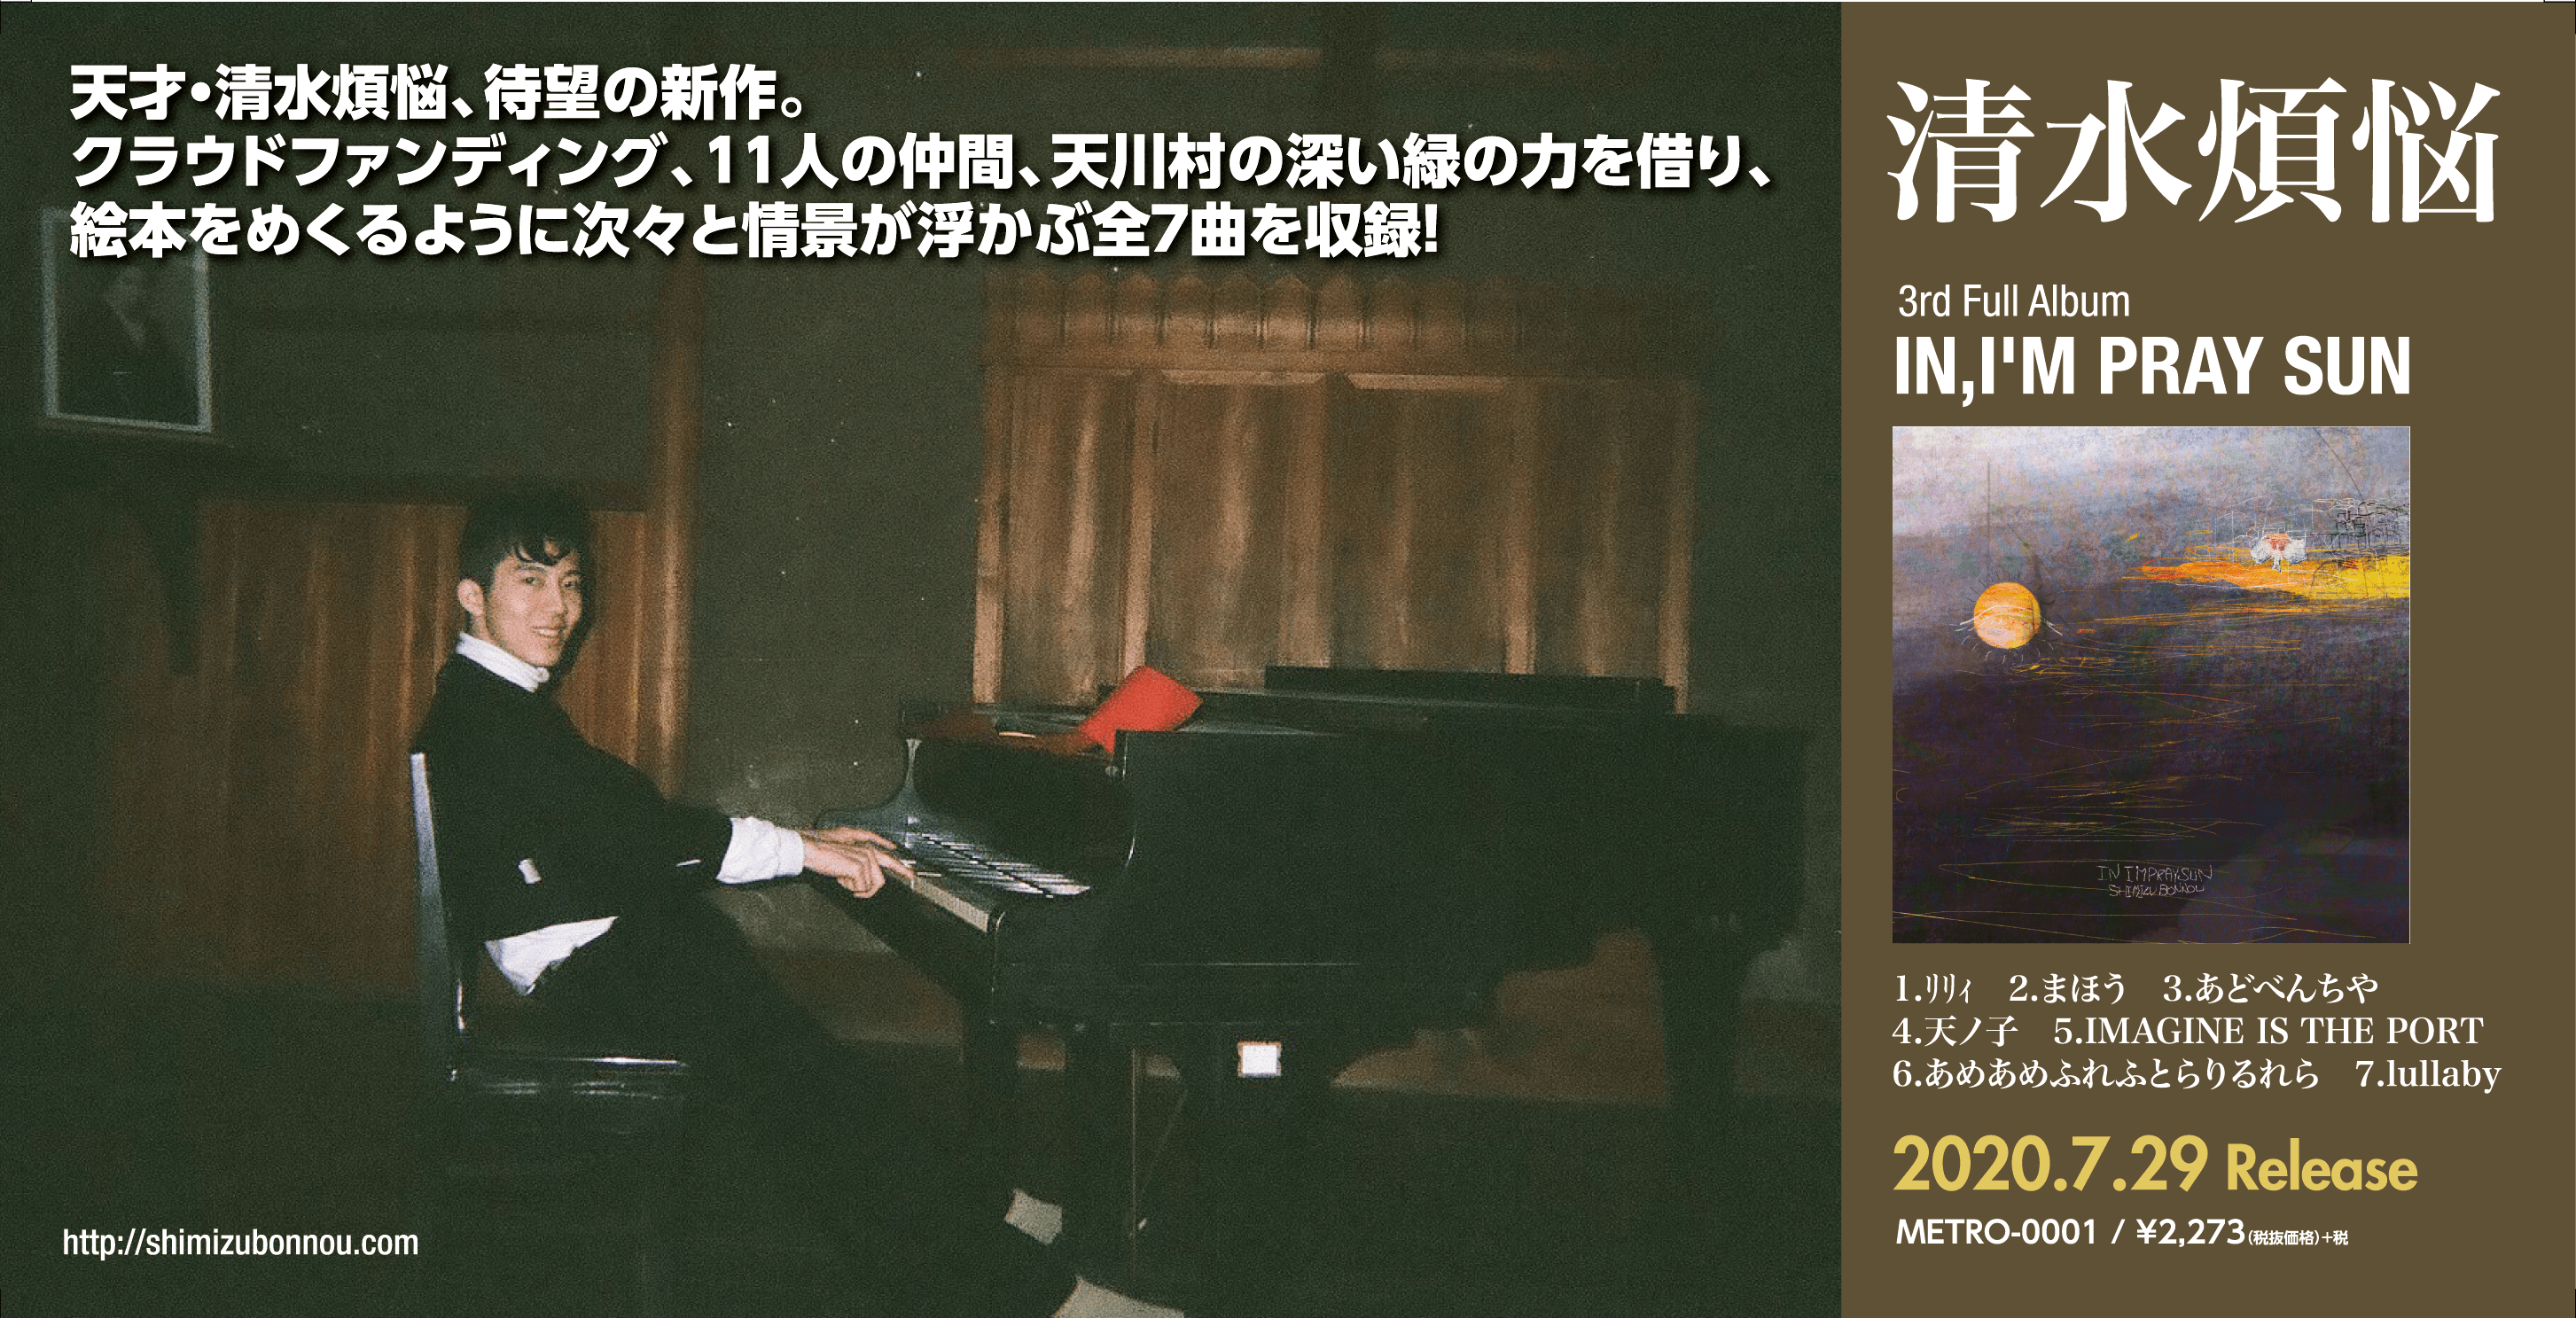 天才・清水煩悩、待望の新作。
クラウドファンディング、11人の仲間、天川村の深い緑の力を借り、
絵本をめくるように次々と情景が浮かぶ全7曲を収録!
http://shimizubonnou.com
清水煩悩
3rd Full Album
IN,I'M PRAY SUN
IN IMPRAYSUN
SHIMIZU BONNOU
1.ﾘﾘｨ　2.まほう　3.あどべんちや
4.天ノ子　5.IMAGINE IS THE PORT
6.あめあめふれふとらりるれら　7.lullaby
2020.7.29 Release
METRO-0001 / ¥2,273(税抜価格)+税